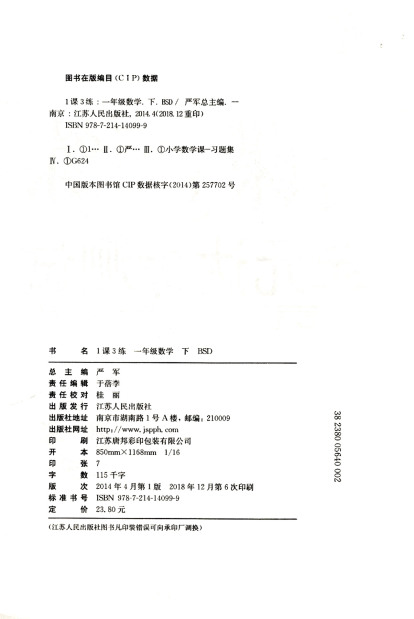 图书在版编目(CIP)数据
1课3练：一年级数学．下．BSD / 严军总主编．一
南京：江苏人民出版社，2014.4(2018.12重印)
ISBN 978-7-214-14099-9
Ⅰ．①1… Ⅱ．①严… Ⅲ．①小学数学课－习题集
Ⅳ．①G624
中国版本图书馆CIP数据核字(2014)第257702号
书 名 1课3练 一年级数学 下 BSD
总主编 严 军
责任编辑 于蓓李
责任校对 桂 丽
出版发行 江苏人民出版社
出版社地址 南京市湖南路1号A楼，邮编：210009
出版社网址 http://www.jspph.com
印 刷 江苏唐邦彩印包装有限公司
开 本 850mm×1168mm 1/16
印 张 7
字 数 115千字
版 次 2014年4月第1版 2018年12月第6次印刷
标准书号 ISBN 978-7-214-14099-9
定 价 23.80元
(江苏人民出版社图书凡印装错误可向承印厂调换)
38 2380 05640 002